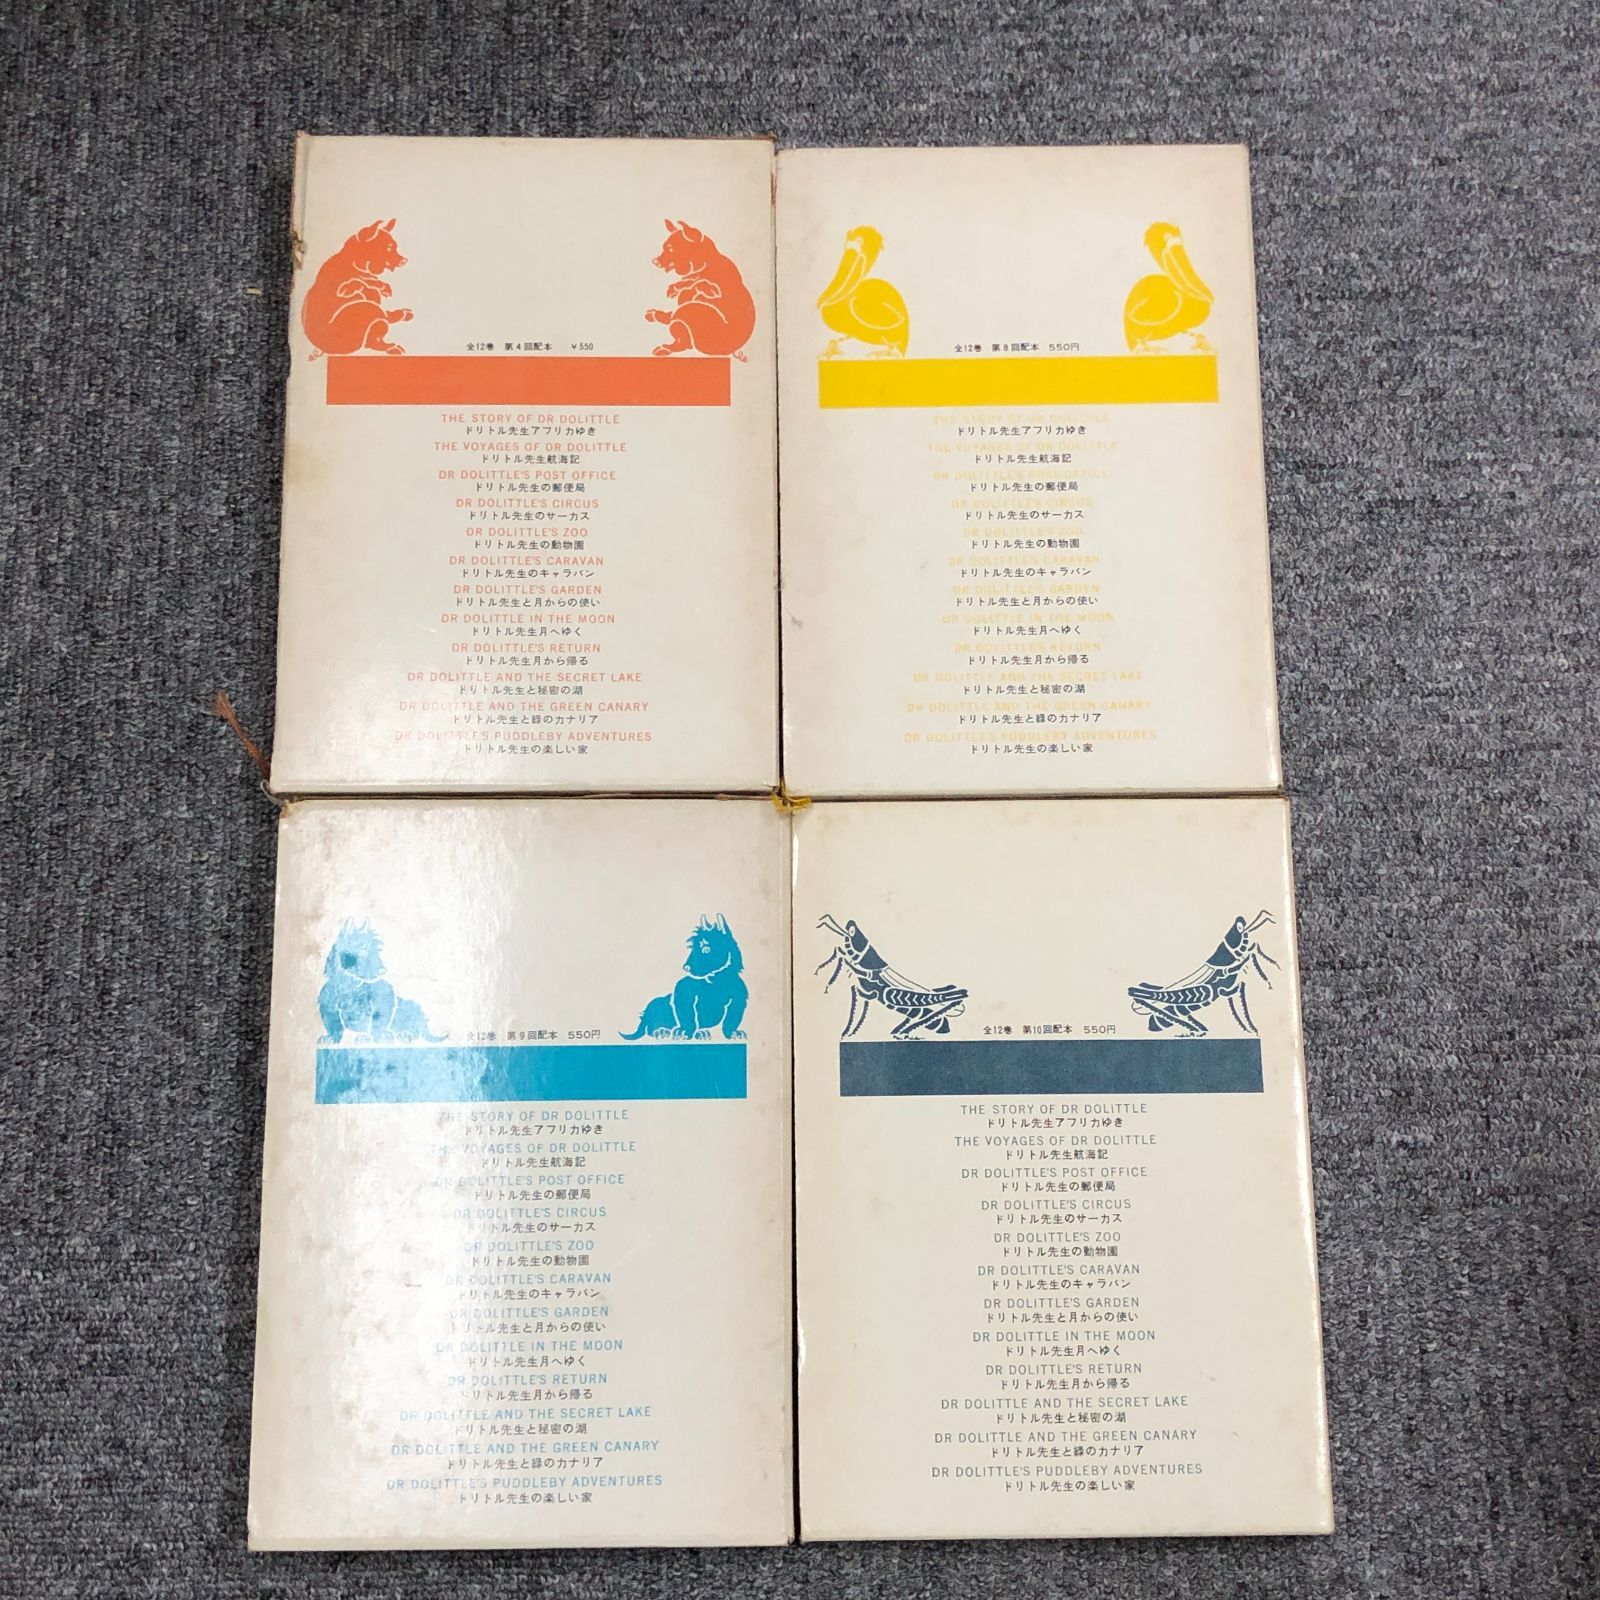 全12巻 第4回配本 ¥550
THE STORY OF DR DOLITTLE
ドリトル先生アフリカゆき
THE VOYAGES OF DR DOLITTLE
ドリトル先生航海記
DR DOLITTLE'S POST OFFICE
ドリトル先生の郵便局
DR DOLITTLE'S CIRCUS
ドリトル先生のサーカス
DR DOLITTLE'S ZOO
ドリトル先生の動物園
DR DOLITTLE'S CARAVAN
ドリトル先生のキャラバン
DR DOLITTLE'S GARDEN
ドリトル先生と月からの使い
DR DOLITTLE IN THE MOON
ドリトル先生月へゆく
DR DOLITTLE'S RETURN
ドリトル先生月から帰る
DR DOLITTLE AND THE SECRET LAKE
ドリトル先生と秘密の湖
DR DOLITTLE AND THE GREEN CANARY
ドリトル先生と緑のカナリア
DR DOLITTLE'S PUDDLEBY ADVENTURES
ドリトル先生の楽しい家
全12巻 第8回配本 550円
THE STORY OF DR DOLITTLE
ドリトル先生アフリカゆき
THE VOYAGES OF DR DOLITTLE
ドリトル先生航海記
DR DOLITTLE'S POST OFFICE
ドリトル先生の郵便局
DR DOLITTLE'S CIRCUS
ドリトル先生のサーカス
DR DOLITTLE'S ZOO
ドリトル先生の動物園
DR DOLITTLE'S CARAVAN
ドリトル先生のキャラバン
DR DOLITTLE'S GARDEN
ドリトル先生と月からの使い
DR DOLITTLE IN THE MOON
ドリトル先生月へゆく
DR DOLITTLE'S RETURN
ドリトル先生月から帰る
DR DOLITTLE AND THE SECRET LAKE
ドリトル先生と秘密の湖
DR DOLITTLE AND THE GREEN CANARY
ドリトル先生と緑のカナリア
DR DOLITTLE'S PUDDLEBY ADVENTURES
ドリトル先生の楽しい家
全12巻 第9回配本 550円
THE STORY OF DR DOLITTLE
ドリトル先生アフリカゆき
THE VOYAGES OF DR DOLITTLE
ドリトル先生航海記
DR DOLITTLE'S POST OFFICE
ドリトル先生の郵便局
DR DOLITTLE'S CIRCUS
ドリトル先生のサーカス
DR DOLITTLE'S ZOO
ドリトル先生の動物園
DR DOLITTLE'S CARAVAN
ドリトル先生のキャラバン
DR DOLITTLE'S GARDEN
ドリトル先生と月からの使い
DR DOLITTLE IN THE MOON
ドリトル先生月へゆく
DR DOLITTLE'S RETURN
ドリトル先生月から帰る
DR DOLITTLE AND THE SECRET LAKE
ドリトル先生と秘密の湖
DR DOLITTLE AND THE GREEN CANARY
ドリトル先生と緑のカナリア
DR DOLITTLE'S PUDDLEBY ADVENTURES
ドリトル先生の楽しい家
全12巻 第10回配本 550円
THE STORY OF DR DOLITTLE
ドリトル先生アフリカゆき
THE VOYAGES OF DR DOLITTLE
ドリトル先生航海記
DR DOLITTLE'S POST OFFICE
ドリトル先生の郵便局
DR DOLITTLE'S CIRCUS
ドリトル先生のサーカス
DR DOLITTLE'S ZOO
ドリトル先生の動物園
DR DOLITTLE'S CARAVAN
ドリトル先生のキャラバン
DR DOLITTLE'S GARDEN
ドリトル先生と月からの使い
DR DOLITTLE IN THE MOON
ドリトル先生月へゆく
DR DOLITTLE'S RETURN
ドリトル先生月から帰る
DR DOLITTLE AND THE SECRET LAKE
ドリトル先生と秘密の湖
DR DOLITTLE AND THE GREEN CANARY
ドリトル先生と緑のカナリア
DR DOLITTLE'S PUDDLEBY ADVENTURES
ドリトル先生の楽しい家